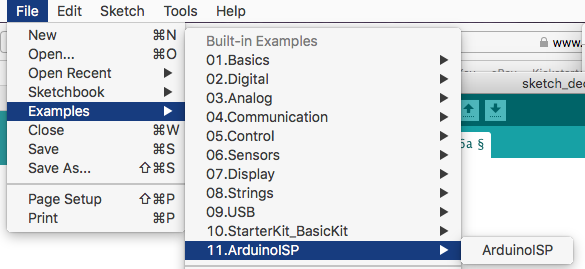 File Edit Sketch Tools Help
New ⌘N
Open... ⌘O
Open Recent ▶
Sketchbook ▶
Examples ▶
Close ⌘W
Save ⌘S
Save As... ⇧⌘S
Page Setup ⇧⌘P
Print ⌘P
Built-in Examples
01.Basics ▶
02.Digital ▶
03.Analog ▶
04.Communication ▶
05.Control ▶
06.Sensors ▶
07.Display ▶
08.Strings ▶
09.USB ▶
10.StarterKit_BasicKit ▶
11.ArduinoISP ▶
ArduinoISP
www.
sketch_de
5a §